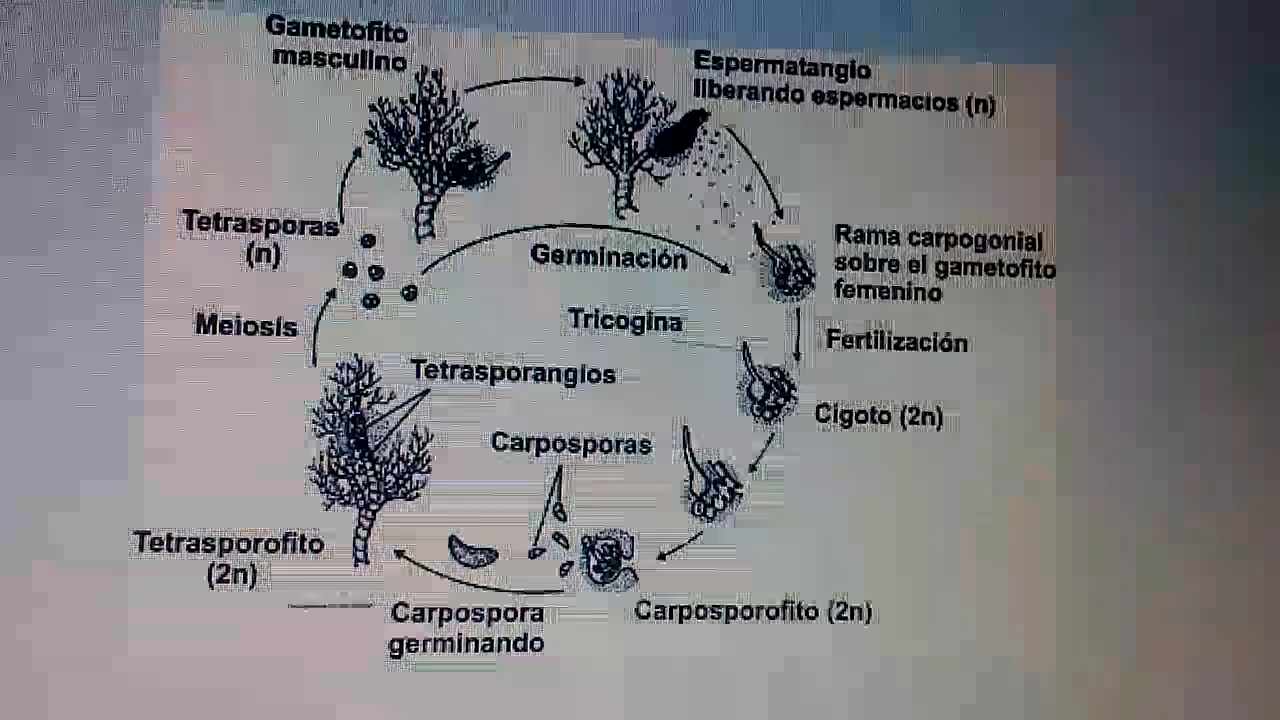 Gametofito
masculino
Espermatangio
liberando espermacios (n)
Tetrasporas
(n)
Germinación
Rama carpogonial
sobre el gametofito
femenino
Meiosis
Tricogina
Fertilización
Tetrasporangios
Cigoto (2n)
Carposporas
Tetrasporofito
(2n)
Carpospora
germinando
Carposporofito (2n)